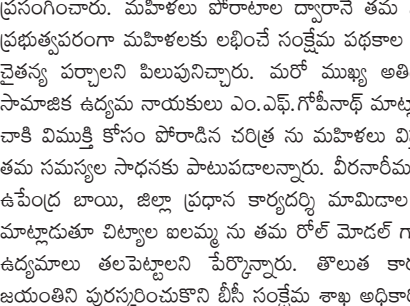 ప్రసంగించారు. మహిళలు పోరాటాల ద్వారానే తమ
ప్రభుత్వపరంగా మహిళలకు లభించే సంక్షేమ పథకాల
చైతన్య పర్చాలని పిలుపునిచ్చారు. మరో ముఖ్య అతి
సామాజిక ఉద్యమ నాయకులు ఎం.ఎఫ్.గోపీనాథ్ మాట్లా
చాకి విముక్తి కోసం పోరాడిన చరిత్ర ను మహిళలు
తమ సమస్యల సాధనకు పాటుపడాలన్నారు. వీరనారీమ
ఉపేంద్ర బాయి, జిల్లా ప్రధాన కార్యదర్శి మామిడాల
మాట్లాడుతూ చిట్యాల ఐలమ్మ ను తమ రోల్ మోడల్
ఉద్యమాలు తలపెట్టాలని పేర్కొన్నారు. తొలుత
జయంతిని పురస్కరించుకొని బీసీ సంక్షేమ శాఖ అధికారి